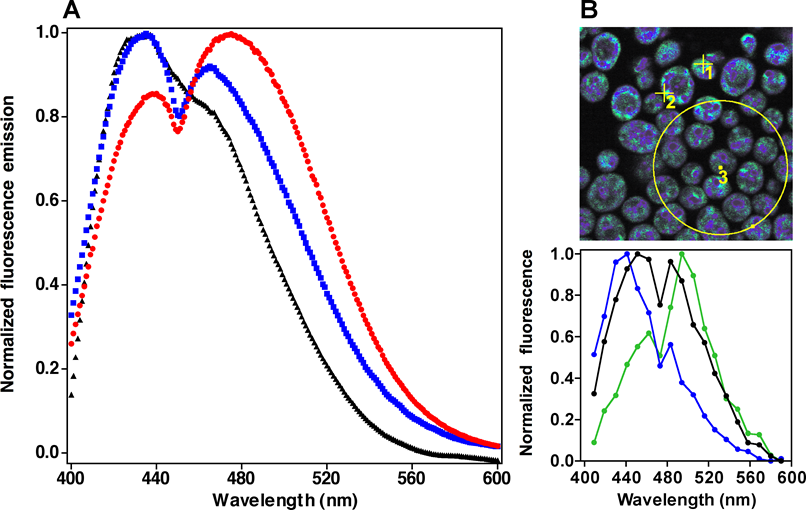 A
Normalized fluorescence emission
1.0
0.8
0.6
0.4
0.2
0.0
400 440 480 520 560 600
Wavelength (nm)
B
1
2
3
Normalized fluorescence
1.0
0.8
0.6
0.4
0.2
0.0
400 440 480 520 560 600
Wavelength (nm)